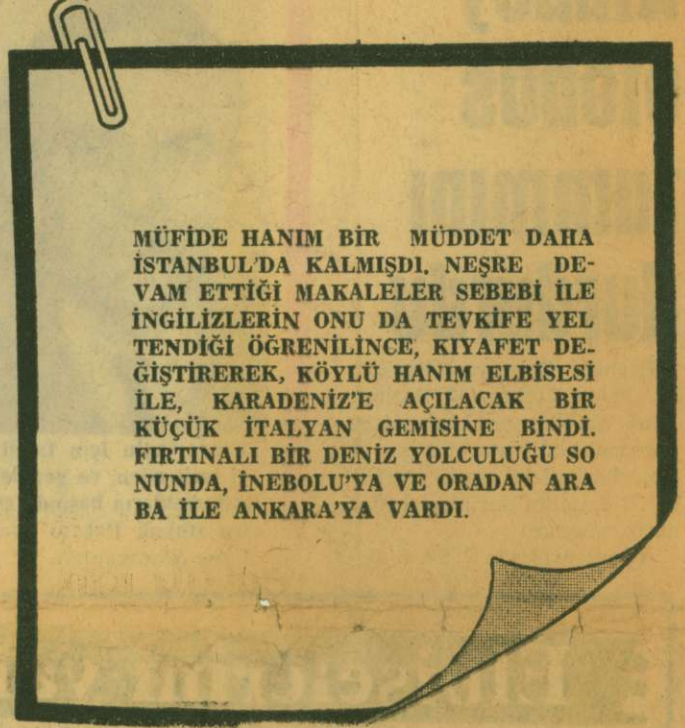 MÜFİDE HANIM BİR MÜDDET DAHA
İSTANBUL'DA KALMIŞDI. NEŞRE DE-
VAM ETTİĞİ MAKALELER SEBEBİ İLE
İNGİLİZLERİN ONU DA TEVKİFE YEL
TENDİĞİ ÖĞRENİLİNCE, KIYAFET DE-
ĞİŞTİREREK, KÖYLÜ HANIM ELBİSESİ
İLE, KARADENİZ'E AÇILACAK BİR
KÜÇÜK İTALYAN GEMİSİNE BİNDİ.
FIRTINALI BİR DENİZ YOLCULUĞU SO
NUNDA, İNEBOLU'YA VE ORADAN ARA
BA İLE ANKARA'YA VARDI.